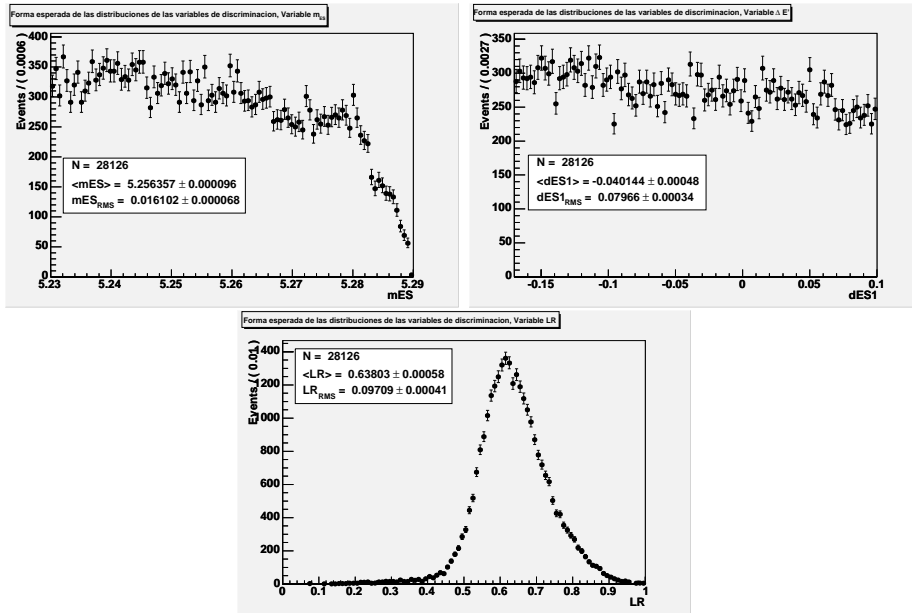 Forma esperada de las distribuciones de las variables de discriminacion, Variable m_ES
Events / ( 0.0006 )
400
350
300
250
200
150
100
50
0
N = 28126
<mES> = 5.256357 ± 0.000096
mES_RMS = 0.016102 ± 0.000068
5.23 5.24 5.25 5.26 5.27 5.28 5.29
mES
Forma esperada de las distribuciones de las variables de discriminacion, Variable Δ E'
Events / ( 0.0027 )
350
300
250
200
150
100
50
0
N = 28126
<dES1> = -0.040144 ± 0.00048
dES1_RMS = 0.07966 ± 0.00034
-0.15 -0.1 -0.05 0 0.05 0.1
dES1
Forma esperada de las distribuciones de las variables de discriminacion, Variable LR
Events / ( 0.01 )
1400
1200
1000
800
600
400
200
0
N = 28126
<LR> = 0.63803 ± 0.00058
LR_RMS = 0.09709 ± 0.00041
0 0.1 0.2 0.3 0.4 0.5 0.6 0.7 0.8 0.9 1
LR